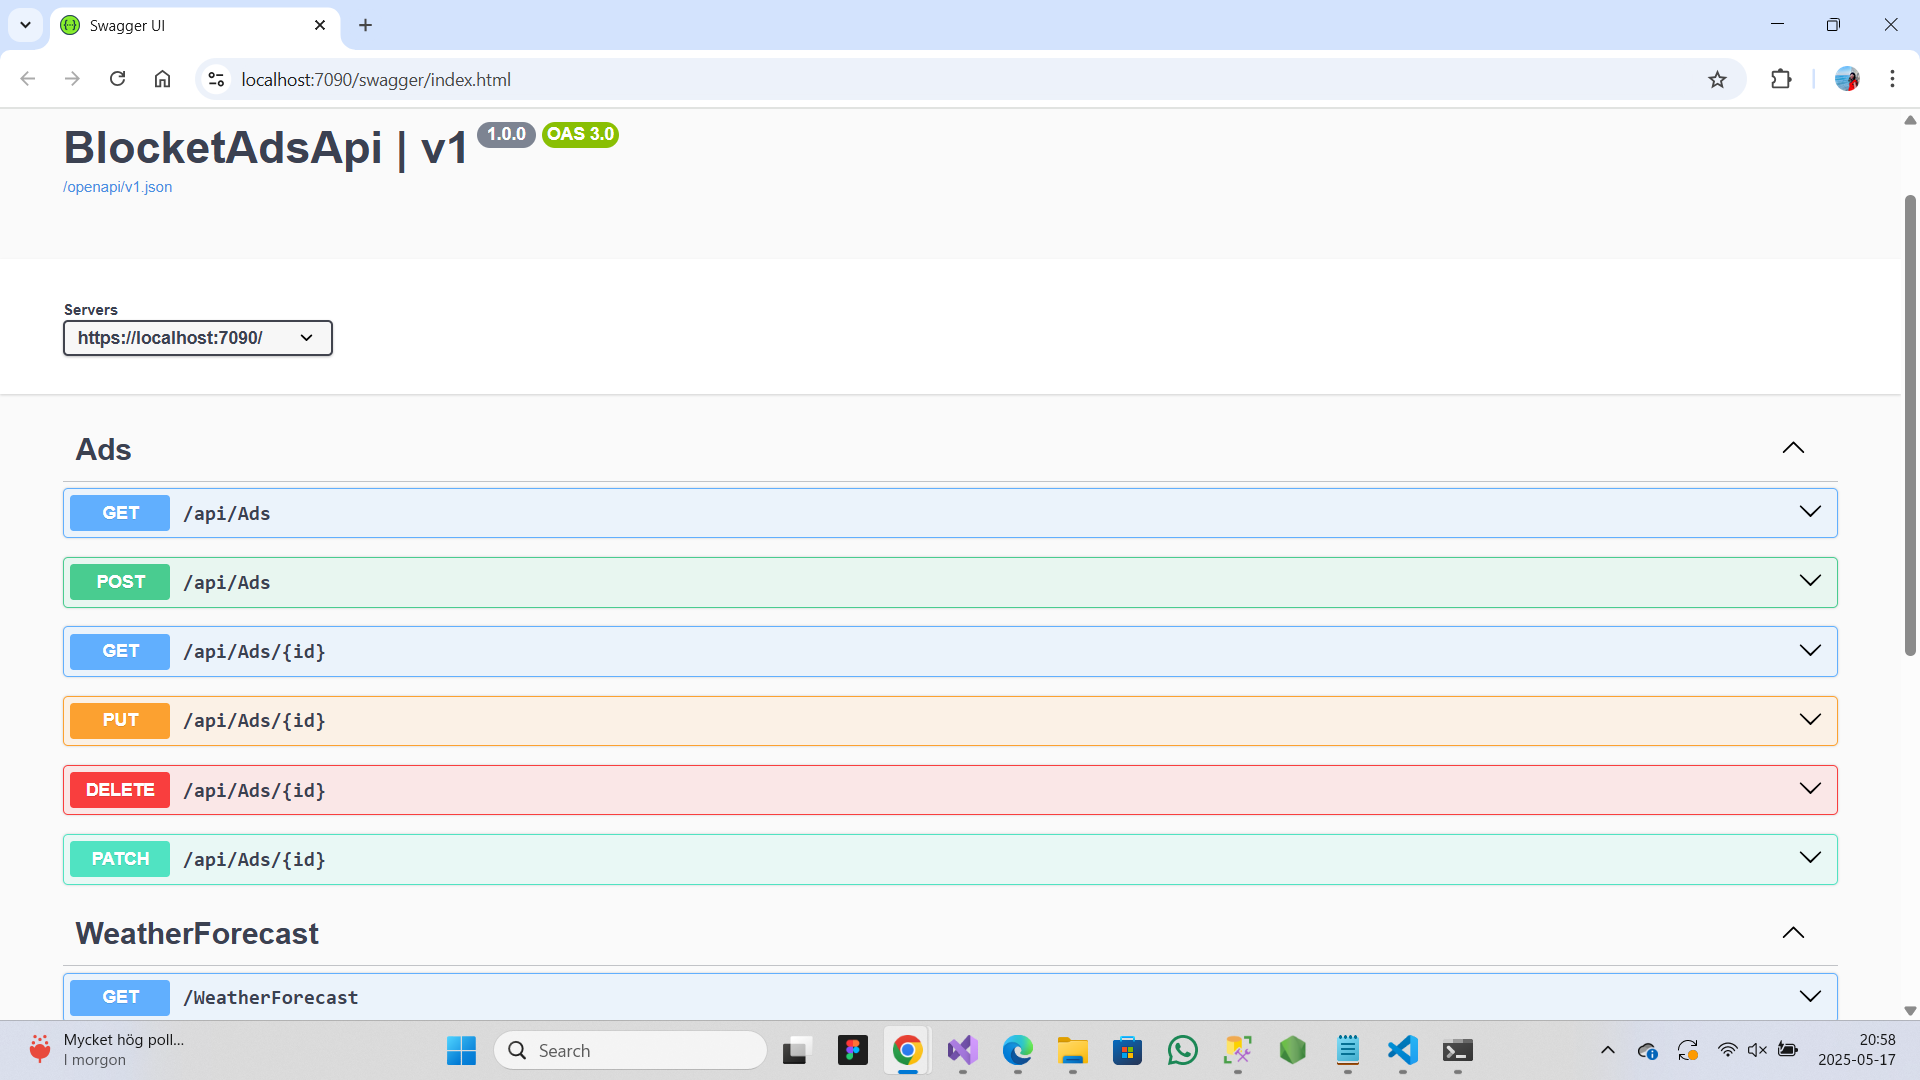 Swagger UI
localhost:7090/swagger/index.html
BlocketAdsApi | v1 1.0.0 OAS 3.0
/openapi/v1.json
Servers
https://localhost:7090/
Ads
GET /api/Ads
POST /api/Ads
GET /api/Ads/{id}
PUT /api/Ads/{id}
DELETE /api/Ads/{id}
PATCH /api/Ads/{id}
WeatherForecast
GET /WeatherForecast
Mycket hög poll...
I morgon
Search
20:58
2025-05-17